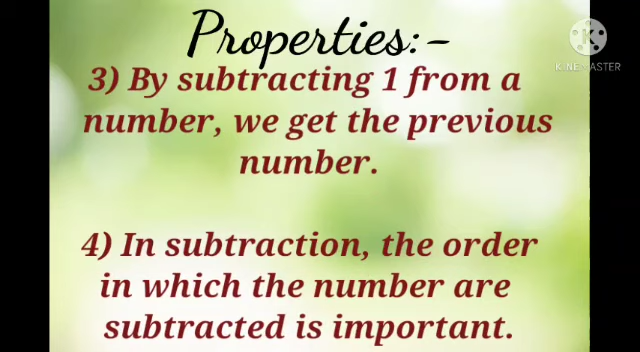 Properties:-
3) By subtracting 1 from a
number, we get the previous
number.
4) In subtraction, the order
in which the number are
subtracted is important.
KINEMASTER